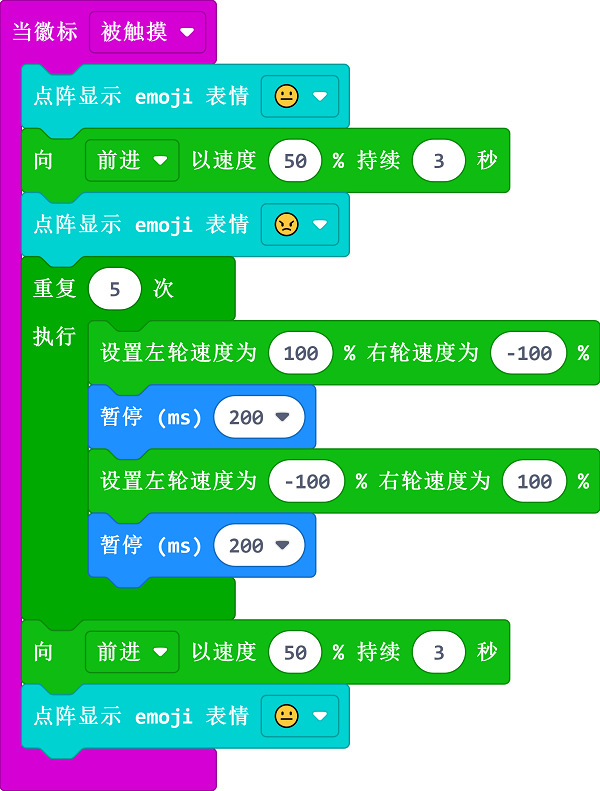 当徽标 被触摸
点阵显示 emoji 表情
向 前进 以速度 50 % 持续 3 秒
点阵显示 emoji 表情
重复 5 次
执行
设置左轮速度为 100 % 右轮速度为 -100 %
暂停 (ms) 200
设置左轮速度为 -100 % 右轮速度为 100 %
暂停 (ms) 200
向 前进 以速度 50 % 持续 3 秒
点阵显示 emoji 表情